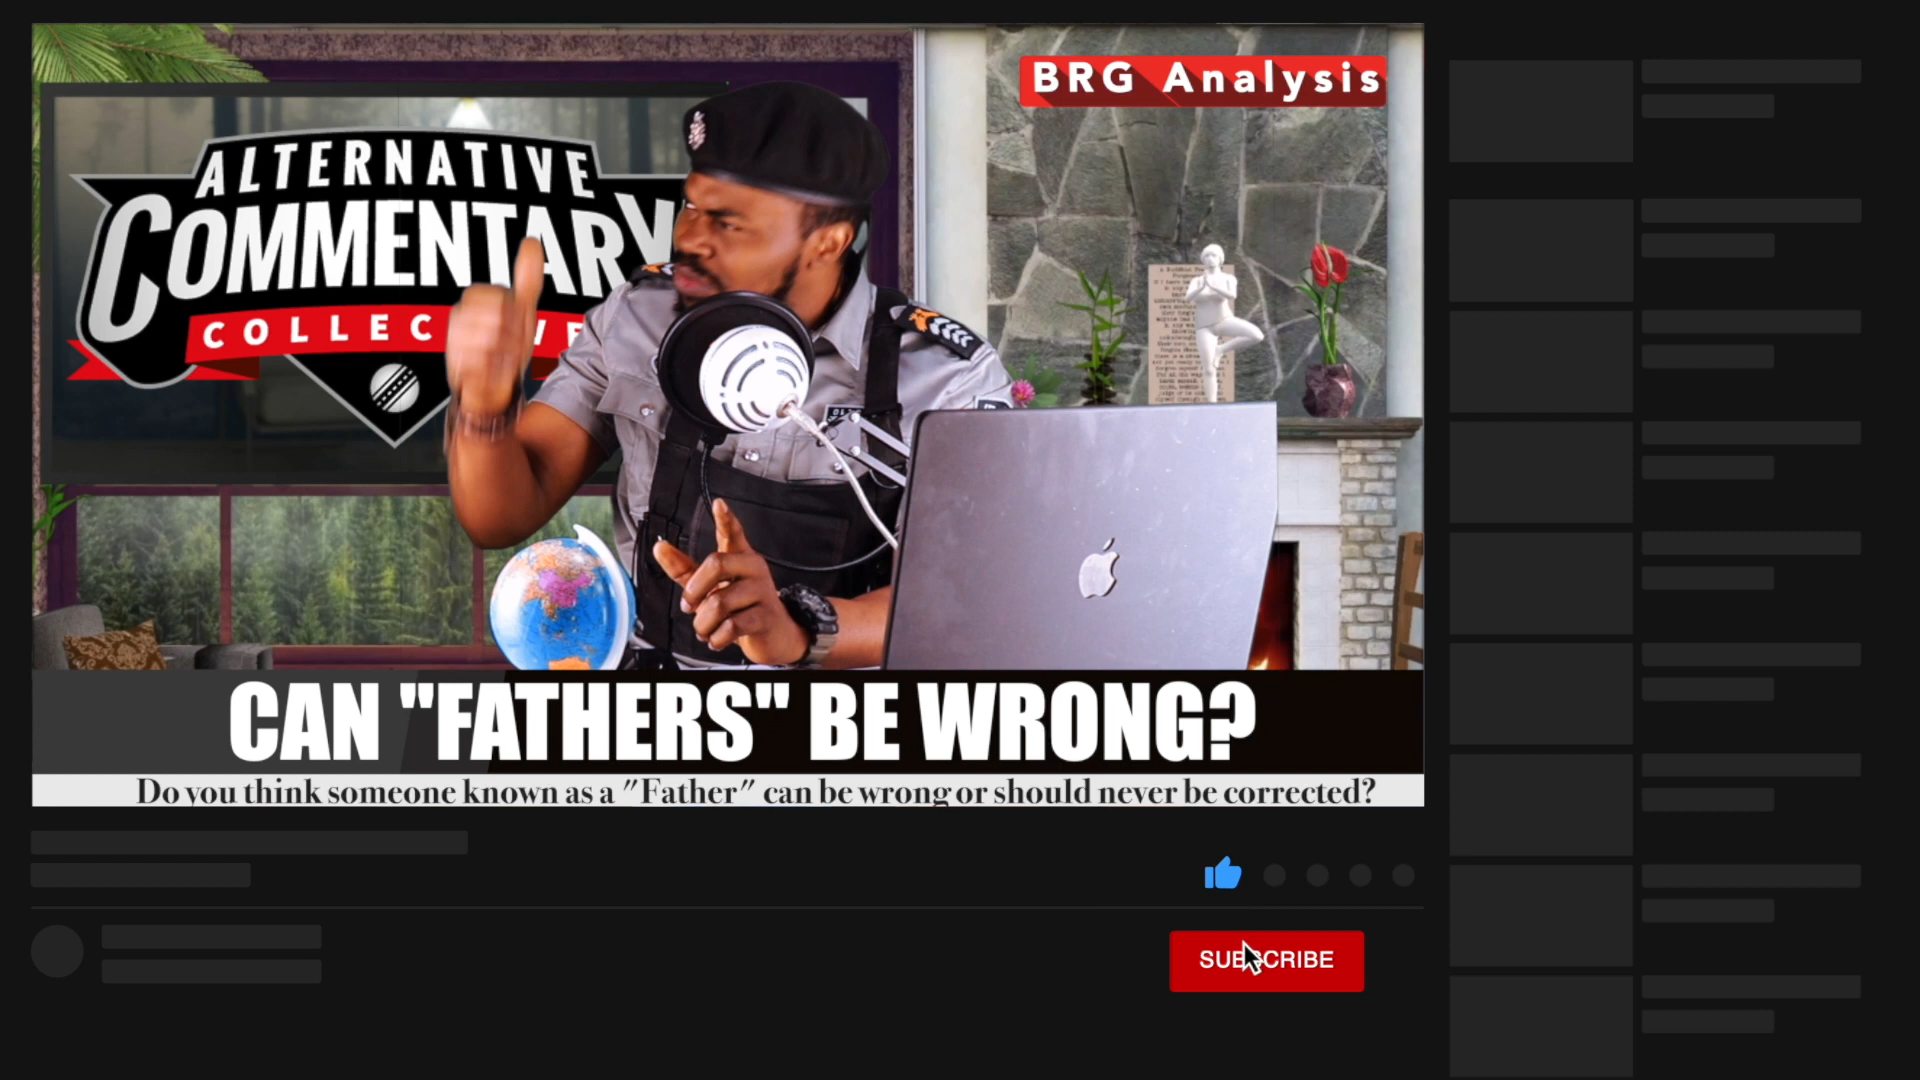 BRG Analysis
ALTERNATIVE
COMMENTARY
CAN "FATHERS" BE WRONG?
Do you think someone known as a "Father" can be wrong or should never be corrected?
SUBSCRIBE